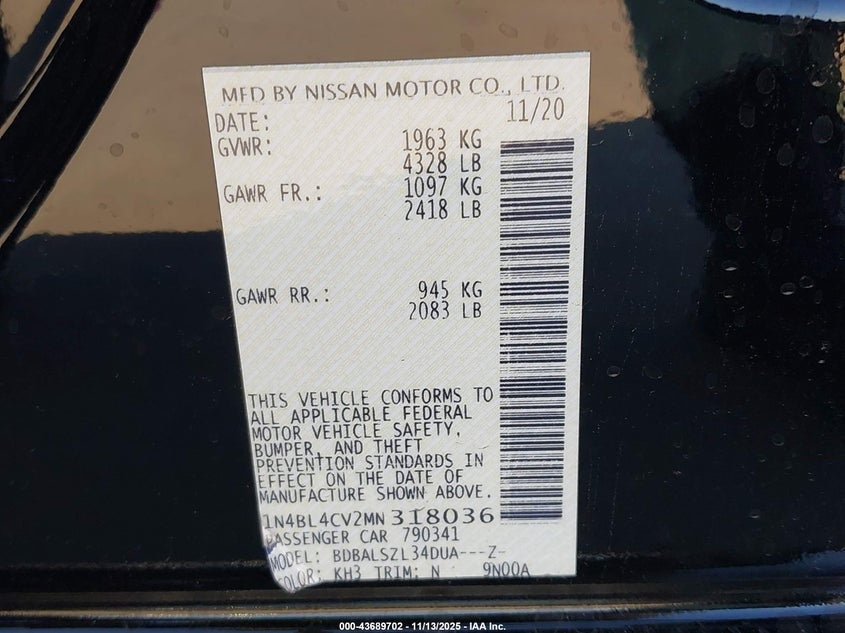 MFD BY NISSAN MOTOR CO., LTD.
DATE: 11/20
GVWR: 1963 KG
4328 LB
GAWR FR.: 1097 KG
2418 LB
GAWR RR.: 945 KG
2083 LB
THIS VEHICLE CONFORMS TO
ALL APPLICABLE FEDERAL
MOTOR VEHICLE SAFETY,
BUMPER, AND THEFT
PREVENTION STANDARDS IN
EFFECT ON THE DATE OF
MANUFACTURE SHOWN ABOVE.
1N4BL4CV2MN318036
PASSENGER CAR 790341
MODEL: BDBALSZL34DUA---Z-
COLOR: KH3 TRIM: N 9N00A
000-43689702 - 11/13/2025 - IAA Inc.